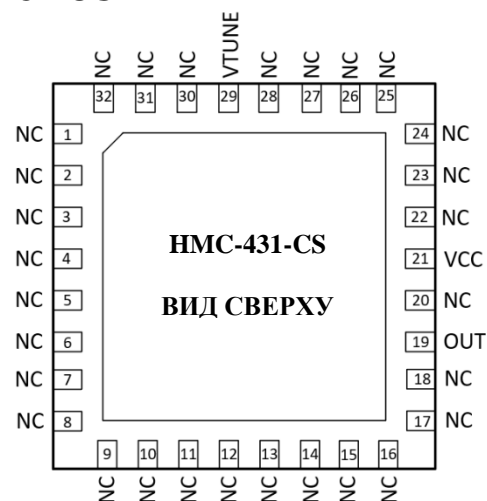 NC NC NC VTUNE NC NC NC NC
32 31 30 29 28 27 26 25
NC 1 24 NC
NC 2 23 NC
NC 3 22 NC
HMC-431-CS
NC 4 21 VCC
NC 5 20 NC
ВИД СВЕРХУ
NC 6 19 OUT
NC 7 18 NC
NC 8 17 NC
9 10 11 12 13 14 15 16
NC NC NC NC NC NC NC NC